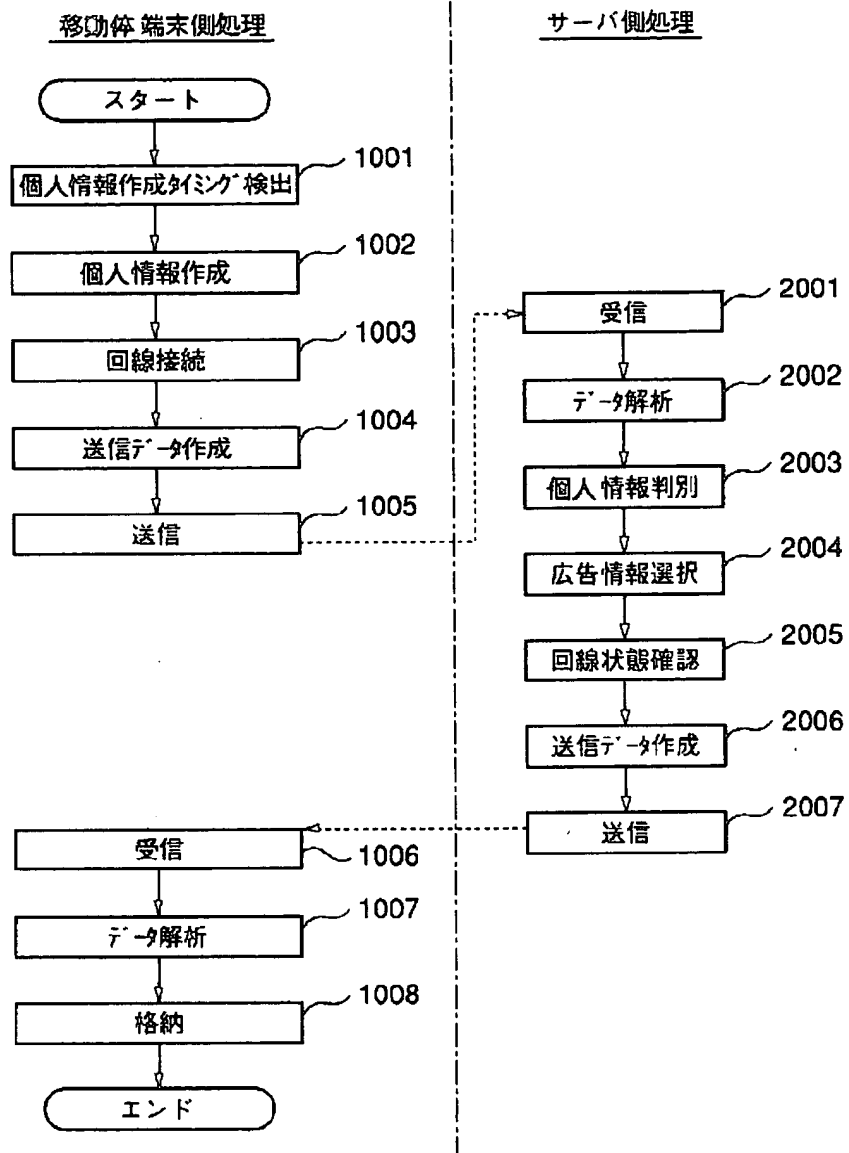 移動体端末側処理
スタート
個人情報作成タイミング検出
1001
個人情報作成
1002
回線接続
1003
送信データ作成
1004
送信
1005
サーバ側処理
受信
2001
データ解析
2002
個人情報判別
2003
広告情報選択
2004
回線状態確認
2005
送信データ作成
2006
送信
2007
受信
1006
データ解析
1007
格納
1008
エンド